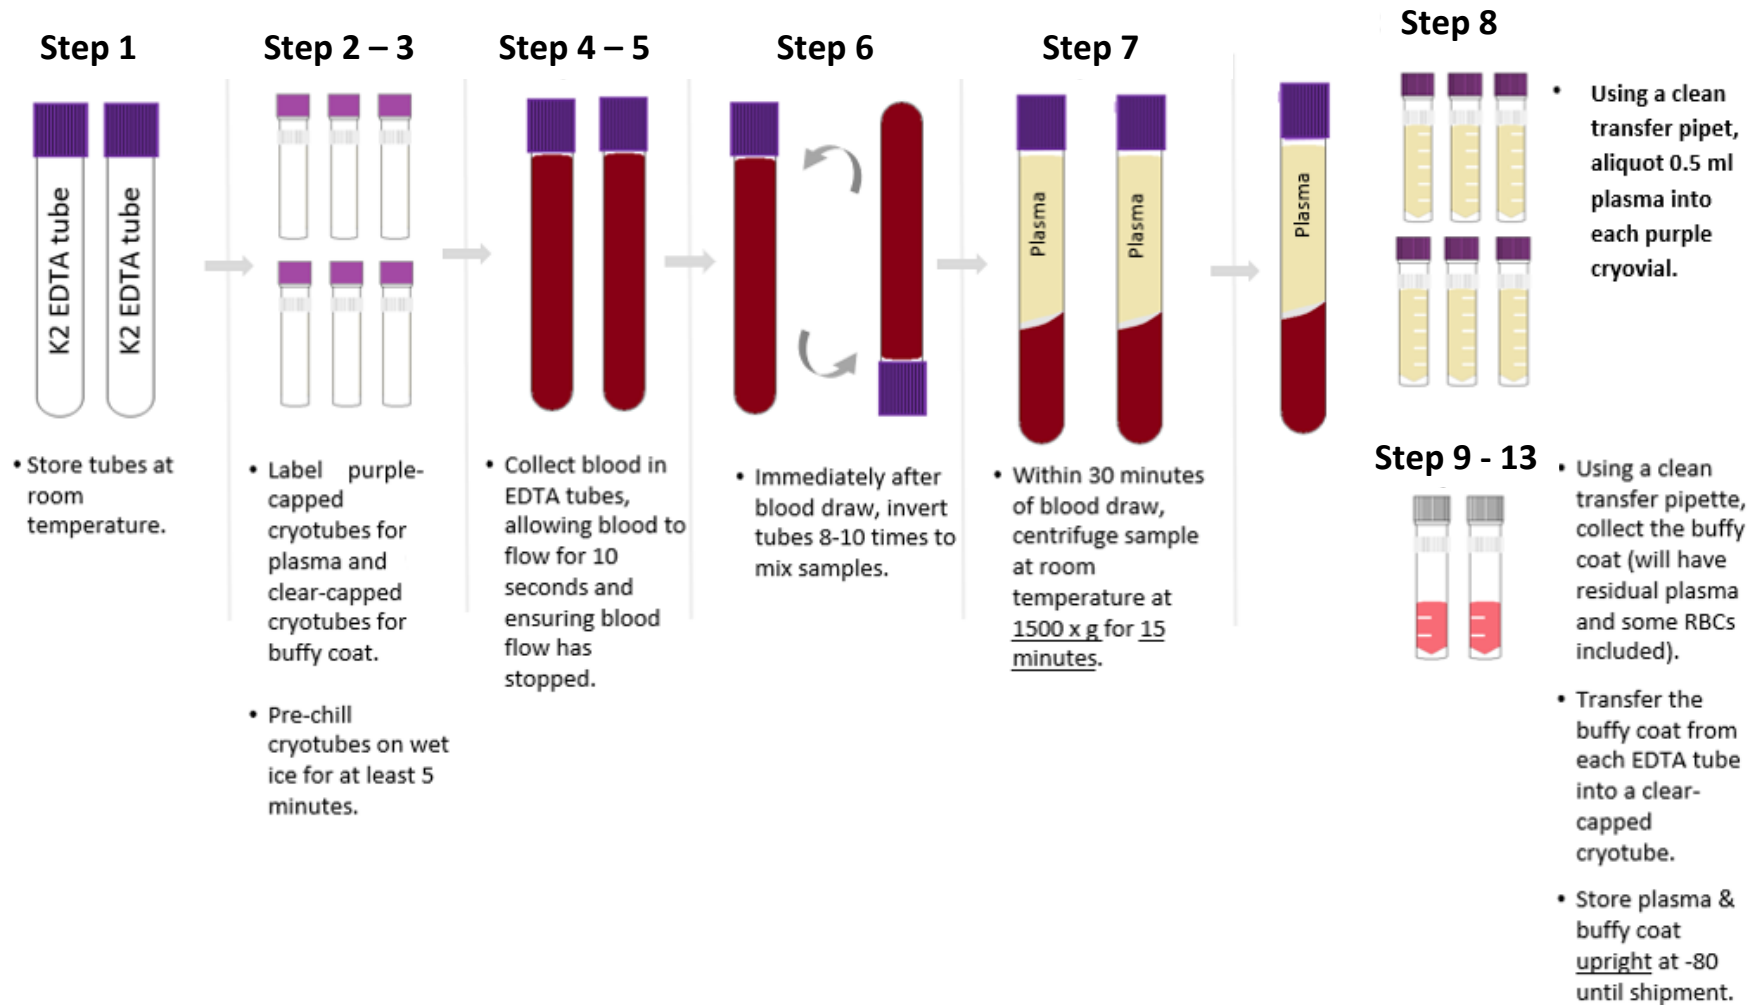 Step 1
K2 EDTA tube
K2 EDTA tube
• Store tubes at
room
temperature.
Step 2 – 3
• Label purple-
capped
cryotubes for
plasma and
clear-capped
cryotubes for
buffy coat.
• Pre-chill
cryotubes on wet
ice for at least 5
minutes.
Step 4 – 5
• Collect blood in
EDTA tubes,
allowing blood to
flow for 10
seconds and
ensuring blood
flow has
stopped.
Step 6
• Immediately after
blood draw, invert
tubes 8-10 times to
mix samples.
Step 7
Plasma
Plasma
• Within 30 minutes
of blood draw,
centrifuge sample
at room
temperature at
1500 x g for 15
minutes.
Plasma
Step 8
• Using a clean
transfer pipet,
aliquot 0.5 ml
plasma into
each purple
cryovial.
Step 9 - 13
• Using a clean
transfer pipette,
collect the buffy
coat (will have
residual plasma
and some RBCs
included).
• Transfer the
buffy coat from
each EDTA tube
into a clear-
capped
cryotube.
• Store plasma &
buffy coat
upright at -80
until shipment.